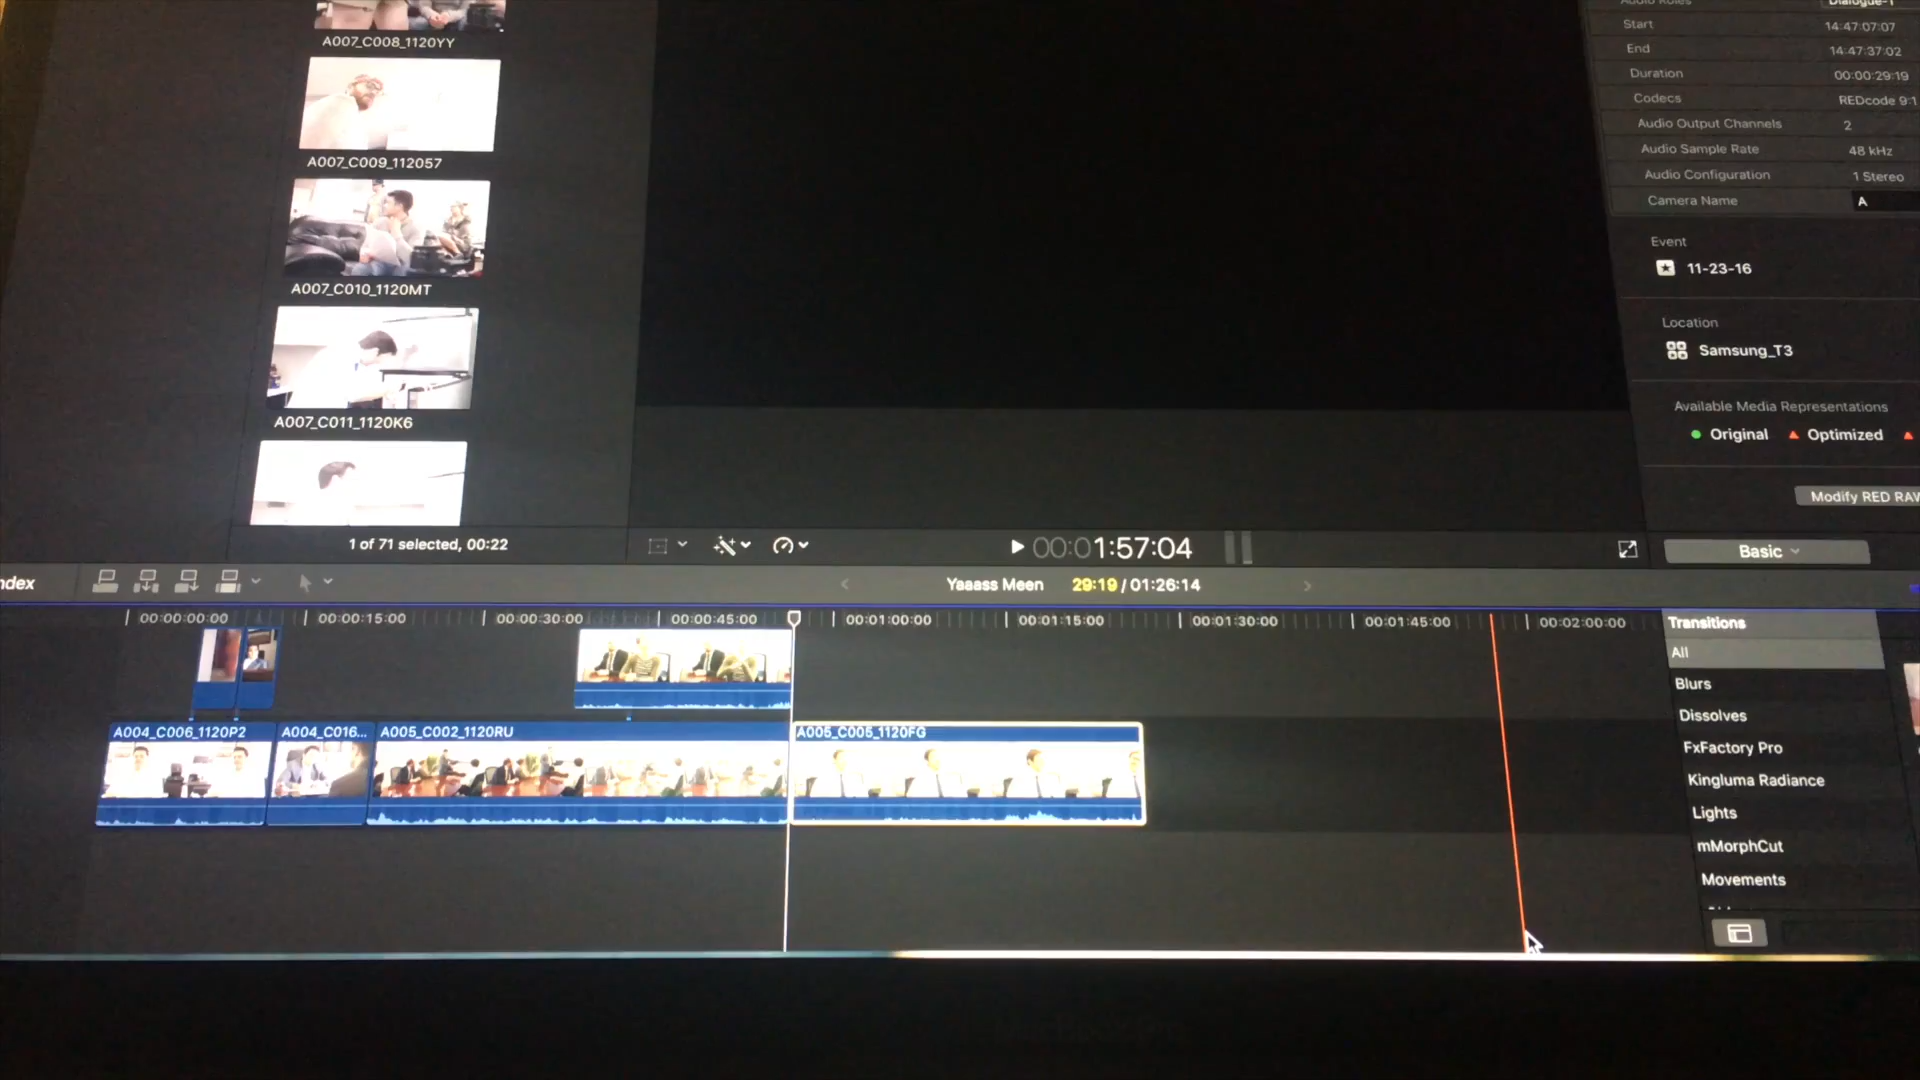 A007_C008_1120YY
A007_C009_112057
A007_C010_1120MT
A007_C011_1120K6
1 of 71 selected, 00:22
Audio Roles Dialogue-1
Start 14:47:07:07
End 14:47:37:02
Duration 00:00:29:19
Codecs REDcode 9:1
Audio Output Channels 2
Audio Sample Rate 48 kHz
Audio Configuration 1 Stereo
Camera Name A
Event
11-23-16
Location
Samsung_T3
Available Media Representations
Original Optimized
Modify RED RAW
00:01:57:04
Basic
ndex
Yaaass Meen 29:19 / 01:26:14
00:00:00:00 00:00:15:00 00:00:30:00 00:00:45:00 00:01:00:00 00:01:15:00 00:01:30:00 00:01:45:00 00:02:00:00
A004_C006_1120P2 A004_C016... A005_C002_1120RU A005_C005_1120FG
Transitions
All
Blurs
Dissolves
FxFactory Pro
Kingluma Radiance
Lights
mMorphCut
Movements